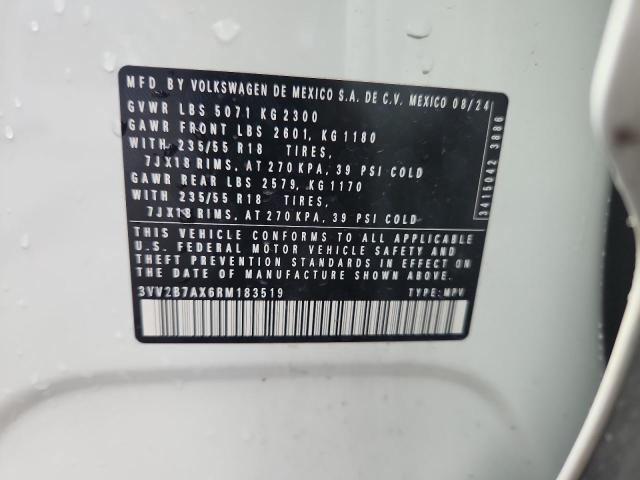 MFD BY VOLKSWAGEN DE MEXICO S.A. DE C.V. MEXICO 08/24
GVWR LBS 5071 KG 2300
GAWR FRONT LBS 2601, KG 1180
WITH 235/55 R18 TIRES,
7JX18 RIMS, AT 270 KPA, 39 PSI COLD
GAWR REAR LBS 2579, KG 1170
WITH 235/55 R18 TIRES,
7JX18 RIMS, AT 270 KPA, 39 PSI COLD
THIS VEHICLE CONFORMS TO ALL APPLICABLE
U.S. FEDERAL MOTOR VEHICLE SAFETY AND
THEFT PREVENTION STANDARDS IN EFFECT ON THE
DATE OF MANUFACTURE SHOWN ABOVE.
3VV2B7AX6RM183519 TYPE: MPV
3415042 3886